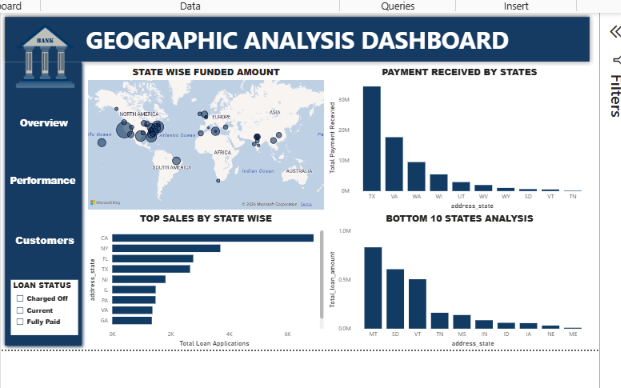 oard
Data
Queries
Insert
BANK
GEOGRAPHIC ANALYSIS DASHBOARD
Filters
Overview
Performance
Customers
LOAN STATUS
Charged Off
Current
Fully Paid
STATE WISE FUNDED AMOUNT
NORTH AMERICA
EUROPE
ASIA
Atlantic Ocean
AFRICA
SOUTH AMERICA
Indian Ocean
AUSTRALIA
Microsoft Bing
© 2026 Microsoft Corporation Terms
PAYMENT RECEIVED BY STATES
Total Payment Received
20M
10M
0M
TX VA WA WI UT WV WY SD VT TN
address_state
TOP SALES BY STATE WISE
address_state
CA
NY
FL
TX
NJ
IL
PA
VA
GA
0K 2K 4K 6K
Total Loan Applications
BOTTOM 10 STATES ANALYSIS
Total_loan_amount
1.0M
0.5M
0.0M
MT SD VT TN MS IN ID IA NE ME
address_state